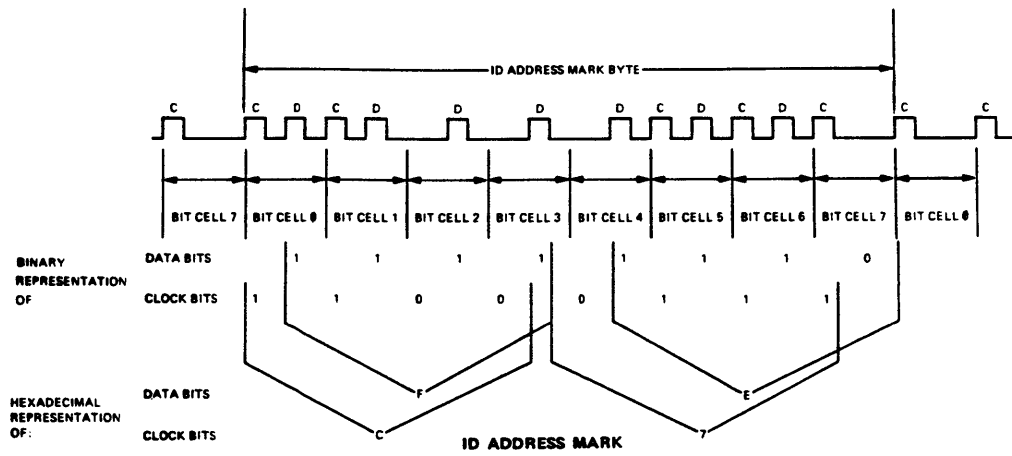 ID ADDRESS MARK BYTE
C C D C D D D D C D C D C C C
BIT CELL 7 BIT CELL 0 BIT CELL 1 BIT CELL 2 BIT CELL 3 BIT CELL 4 BIT CELL 5 BIT CELL 6 BIT CELL 7 BIT CELL 0
BINARY
REPRESENTATION
OF
DATA BITS 1 1 1 1 1 1 1 0
CLOCK BITS 1 1 0 0 0 1 1 1
HEXADECIMAL
REPRESENTATION
OF:
DATA BITS F E
CLOCK BITS C 7
ID ADDRESS MARK